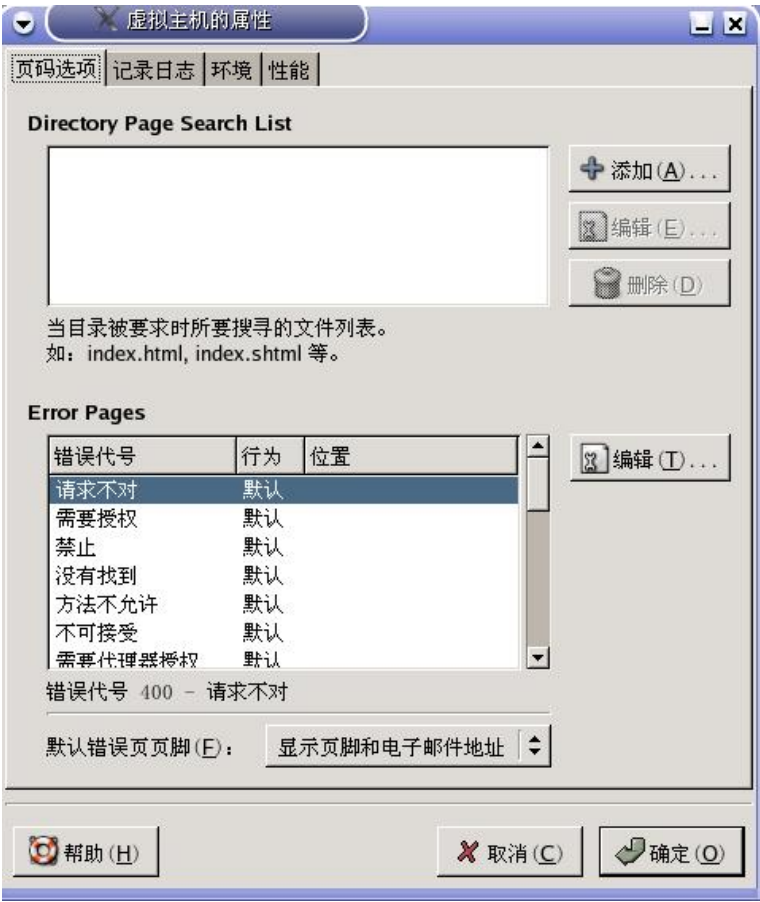 虚拟主机的属性
页码选项 记录日志 环境 性能
Directory Page Search List
添加(A)...
编辑(E)...
删除(D)
当目录被要求时所要搜寻的文件列表。
如：index.html, index.shtml 等。
Error Pages
错误代号 行为 位置
编辑(T)...
请求不对 默认
需要授权 默认
禁止 默认
没有找到 默认
方法不允许 默认
不可接受 默认
需要代理器授权 默认
错误代号 400 - 请求不对
默认错误页页脚(F)： 显示页脚和电子邮件地址
帮助(H) 取消(C) 确定(O)